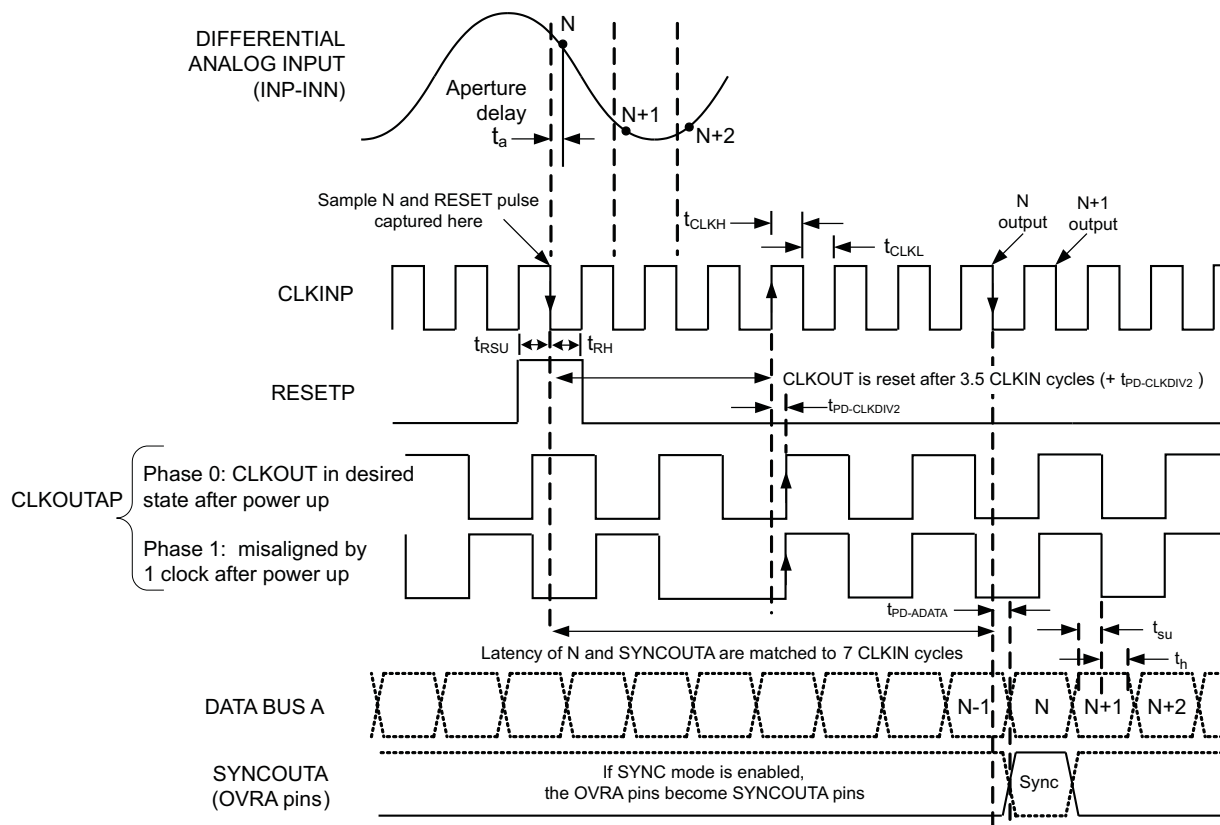 DIFFERENTIAL
ANALOG INPUT
(INP-INN)
N
Aperture
delay
ta
N+1
N+2
Sample N and RESET pulse
captured here
tCLKH
tCLKL
N
output
N+1
output
CLKINP
tRSU
tRH
RESETP
CLKOUT is reset after 3.5 CLKIN cycles (+ tPD-CLKDIV2 )
tPD-CLKDIV2
CLKOUTAP
Phase 0: CLKOUT in desired
state after power up
Phase 1: misaligned by
1 clock after power up
tPD-ADATA
tsu
th
Latency of N and SYNCOUTA are matched to 7 CLKIN cycles
DATA BUS A
N-1
N
N+1
N+2
SYNCOUTA
(OVRA pins)
If SYNC mode is enabled,
the OVRA pins become SYNCOUTA pins
Sync